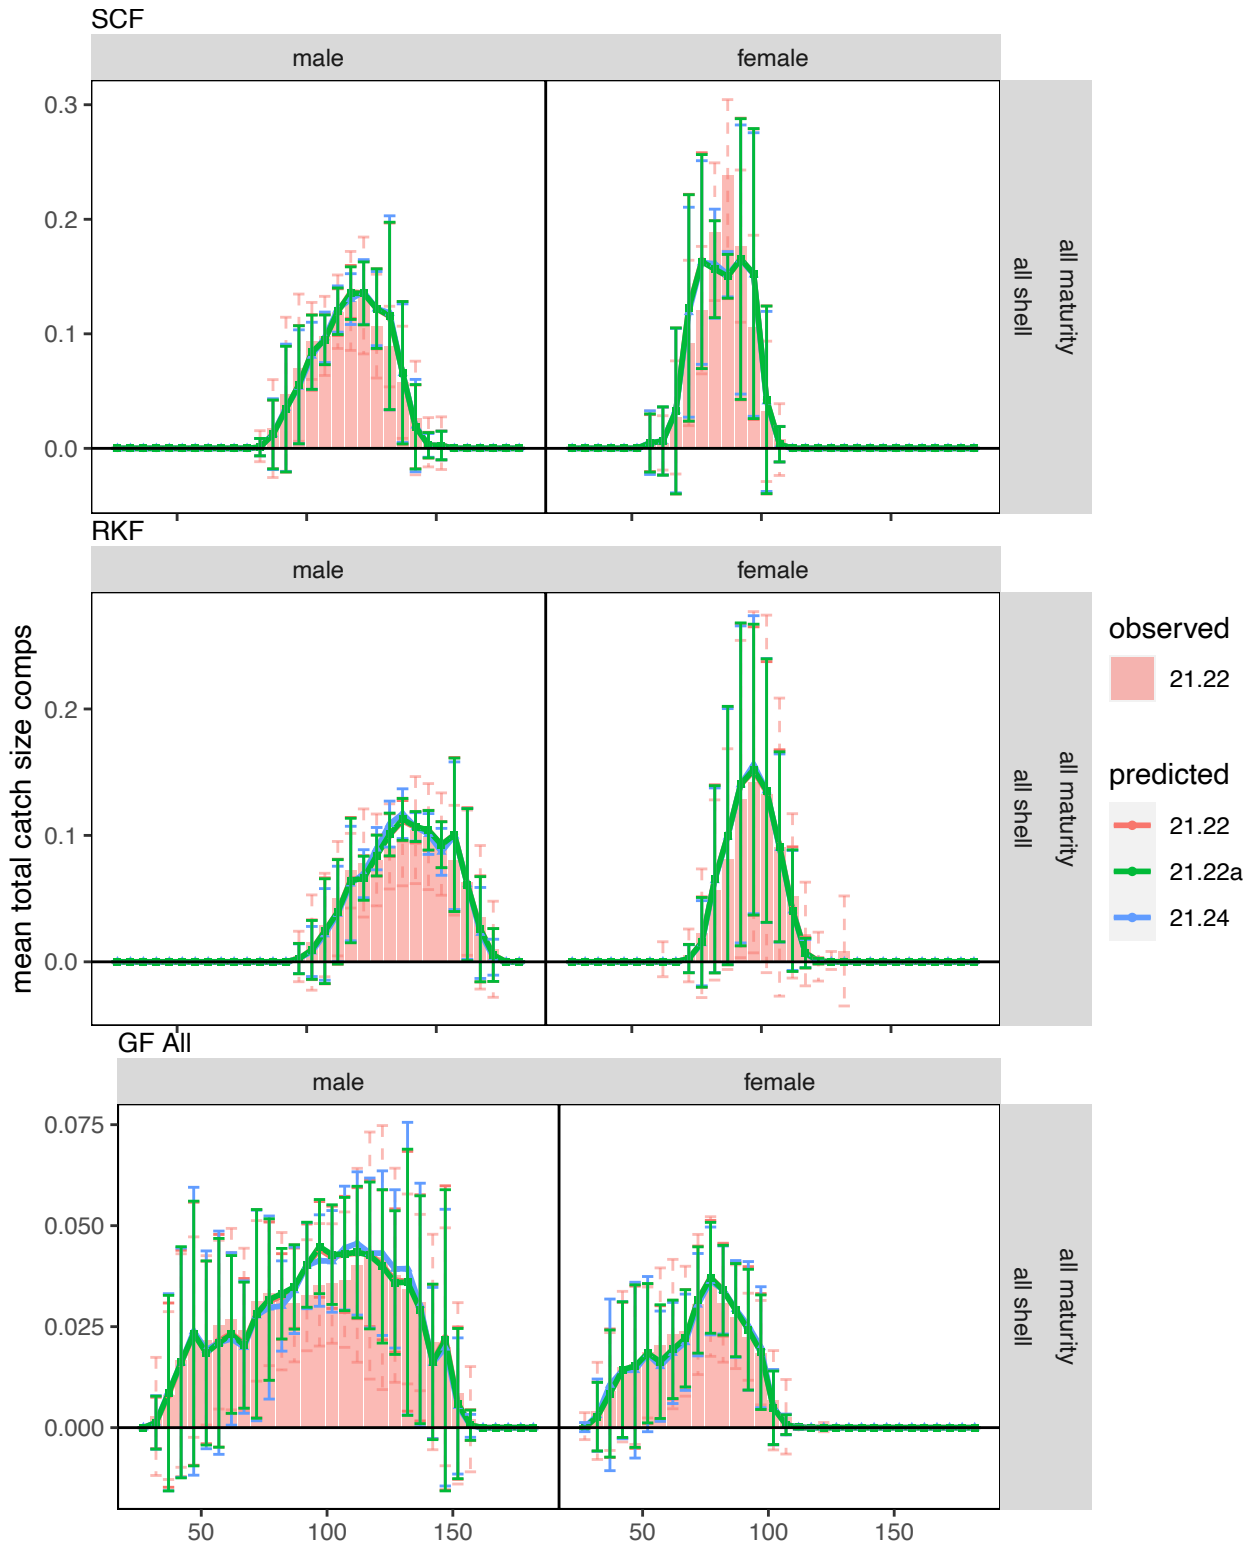 SCF
male female
0.3
0.2
0.1
0.0
all shell
all maturity
RKF
male female
0.2
0.1
0.0
all shell
all maturity
mean total catch size comps
GF All
male female
0.075
0.050
0.025
0.000
all shell
all maturity
50 100 150 50 100 150
observed
21.22
predicted
21.22
21.22a
21.24